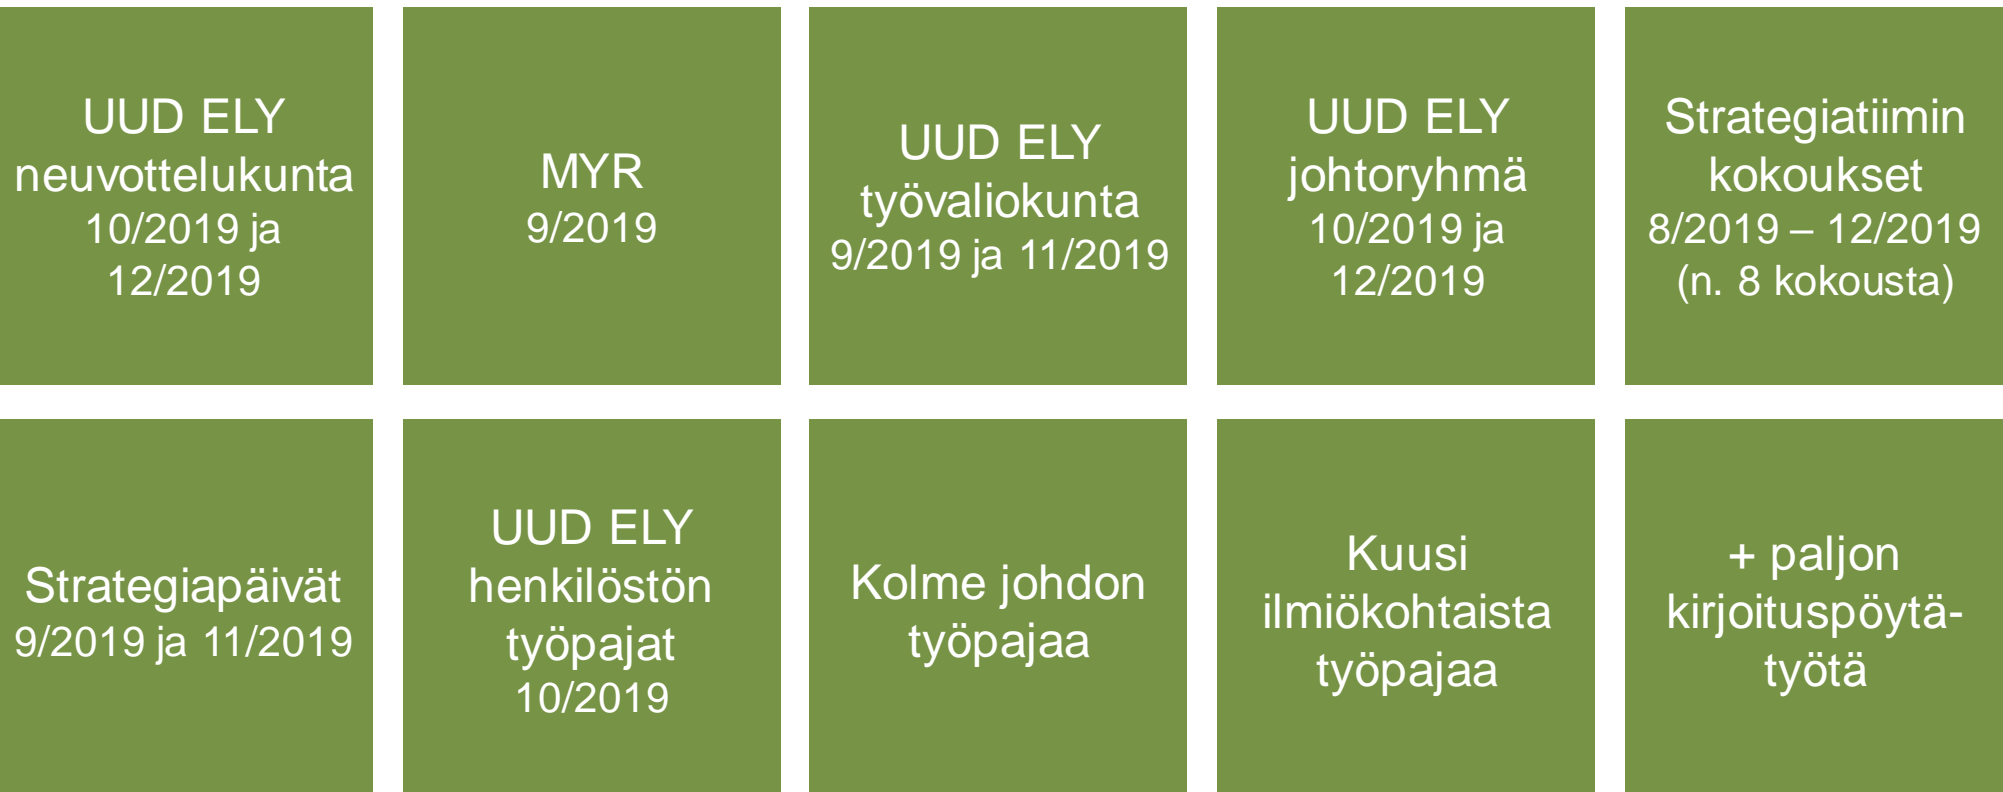 UUD ELY
neuvottelukunta
10/2019 ja
12/2019
MYR
9/2019
UUD ELY
työvaliokunta
9/2019 ja 11/2019
UUD ELY
johtoryhmä
10/2019 ja
12/2019
Strategiatiimin
kokoukset
8/2019 – 12/2019
(n. 8 kokousta)
Strategiapäivät
9/2019 ja 11/2019
UUD ELY
henkilöstön
työpajat
10/2019
Kolme johdon
työpajaa
Kuusi
ilmiökohtaista
työpajaa
+ paljon
kirjoituspöytä-
työtä